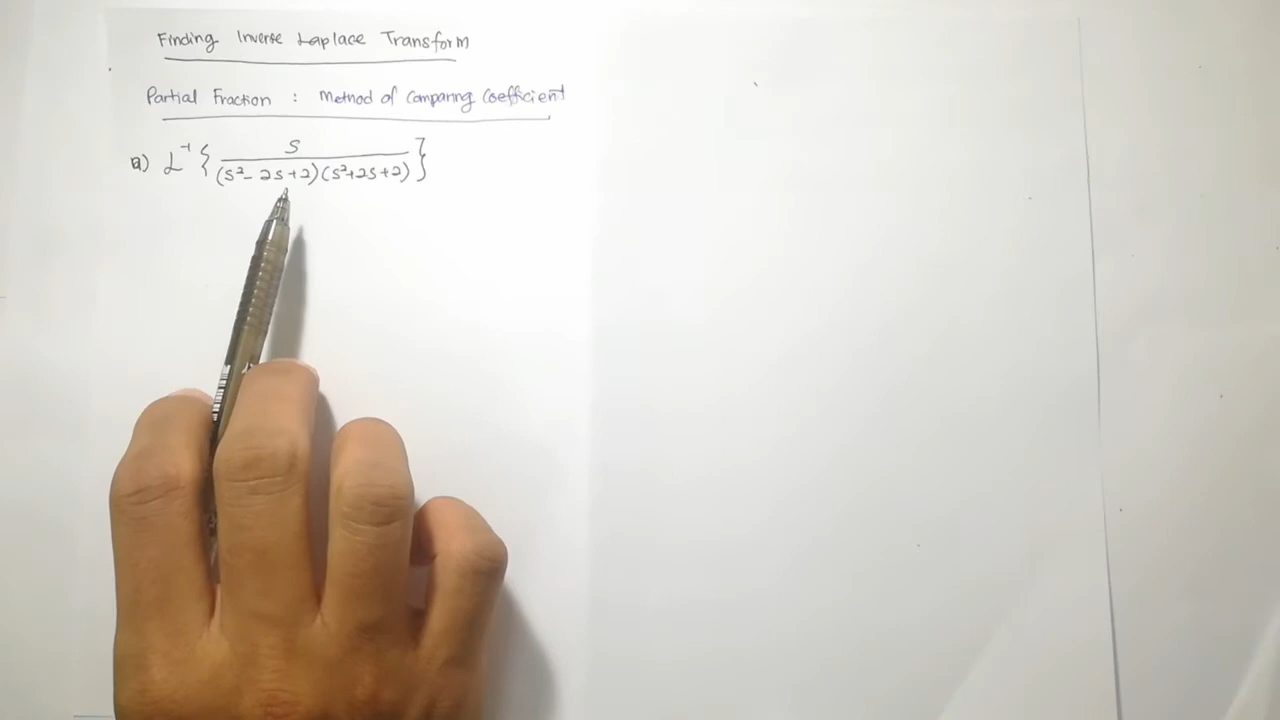 Finding Inverse Laplace Transform
Partial Fraction : Method of Comparing Coefficient
a) ℒ⁻¹ { s / (s² - 2s + 2)(s² + 2s + 2) }